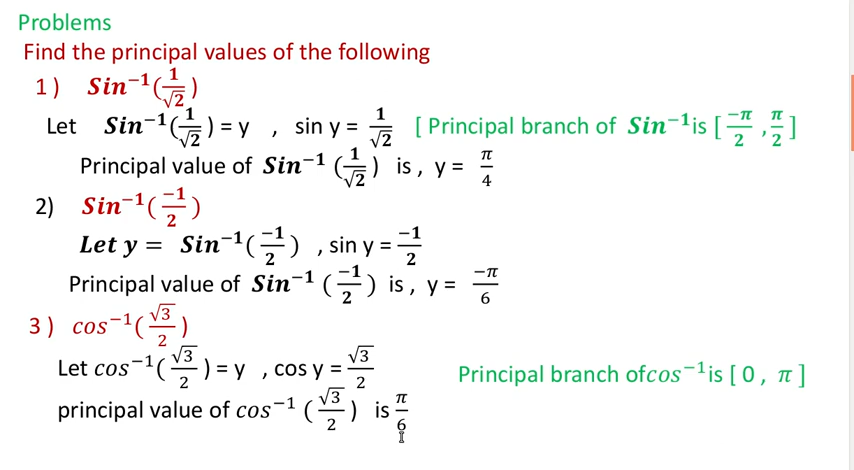 Problems
Find the principal values of the following
1 ) Sin⁻¹(1/√2)
Let Sin⁻¹(1/√2) = y , sin y = 1/√2 [ Principal branch of Sin⁻¹is [−π/2 , π/2]
Principal value of Sin⁻¹ (1/√2) is , y = π/4
2) Sin⁻¹(−1/2)
Let y = Sin⁻¹(−1/2) , sin y = −1/2
Principal value of Sin⁻¹ (−1/2) is , y = −π/6
3 ) cos⁻¹(√3/2)
Let cos⁻¹(√3/2) = y , cos y = √3/2
Principal branch ofcos⁻¹is [ 0 , π ]
principal value of cos⁻¹ (√3/2) is π/6